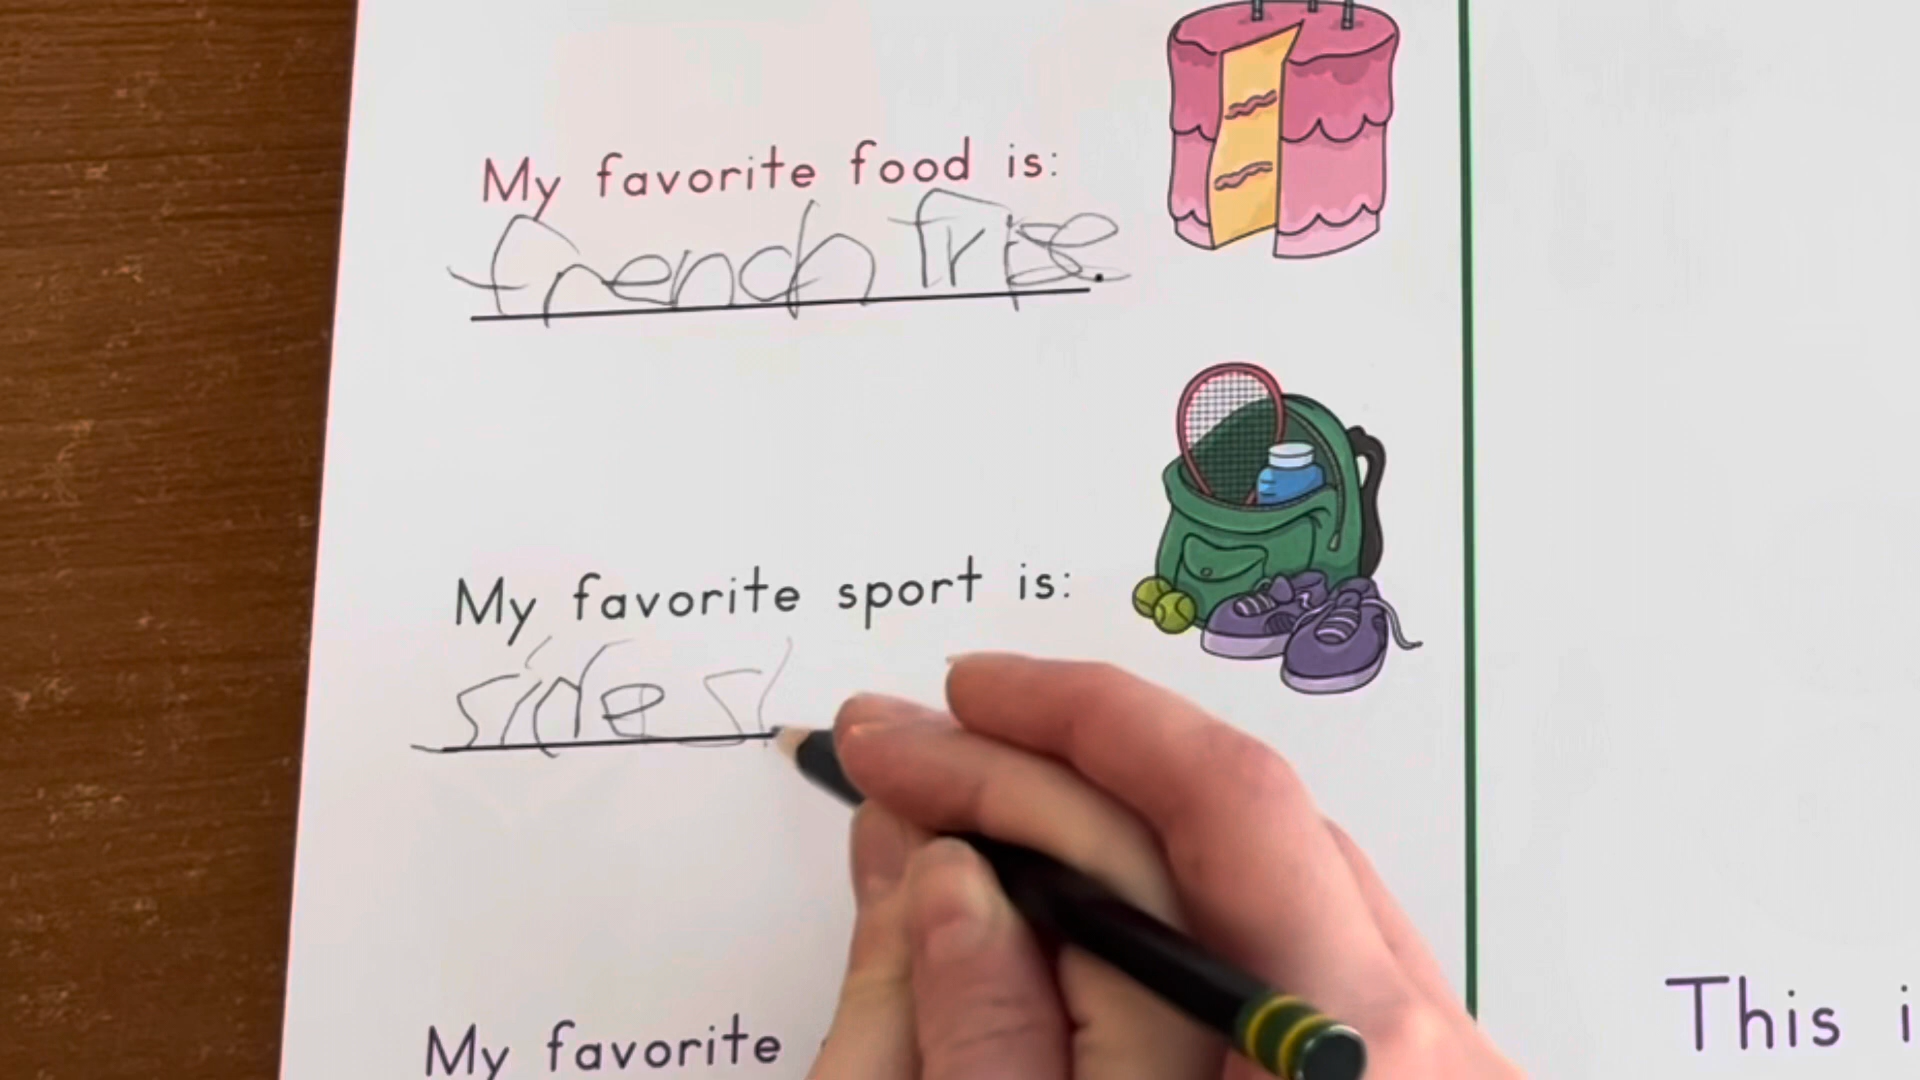 My favorite food is:
french frise.
My favorite sport is:
side s
My favorite
This i